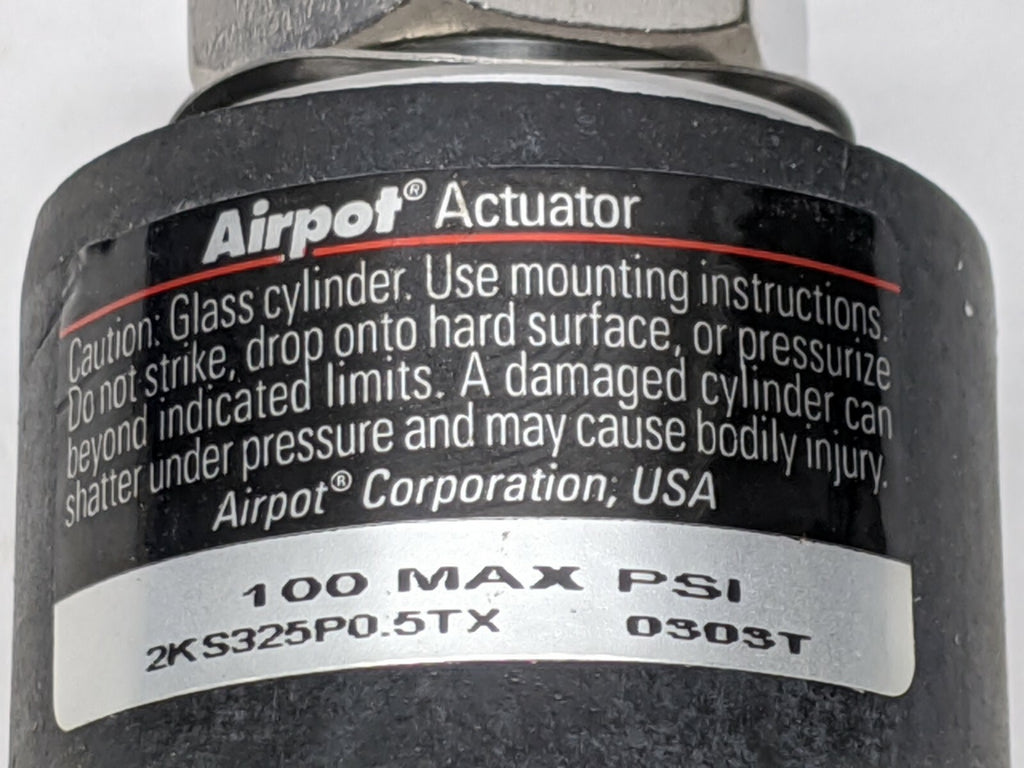 Airpot® Actuator
Caution: Glass cylinder. Use mounting instructions.
Do not strike, drop onto hard surface, or pressurize
beyond indicated limits. A damaged cylinder can
shatter under pressure and may cause bodily injury.
Airpot® Corporation, USA
100 MAX PSI
2KS325P0.5TX 0303T